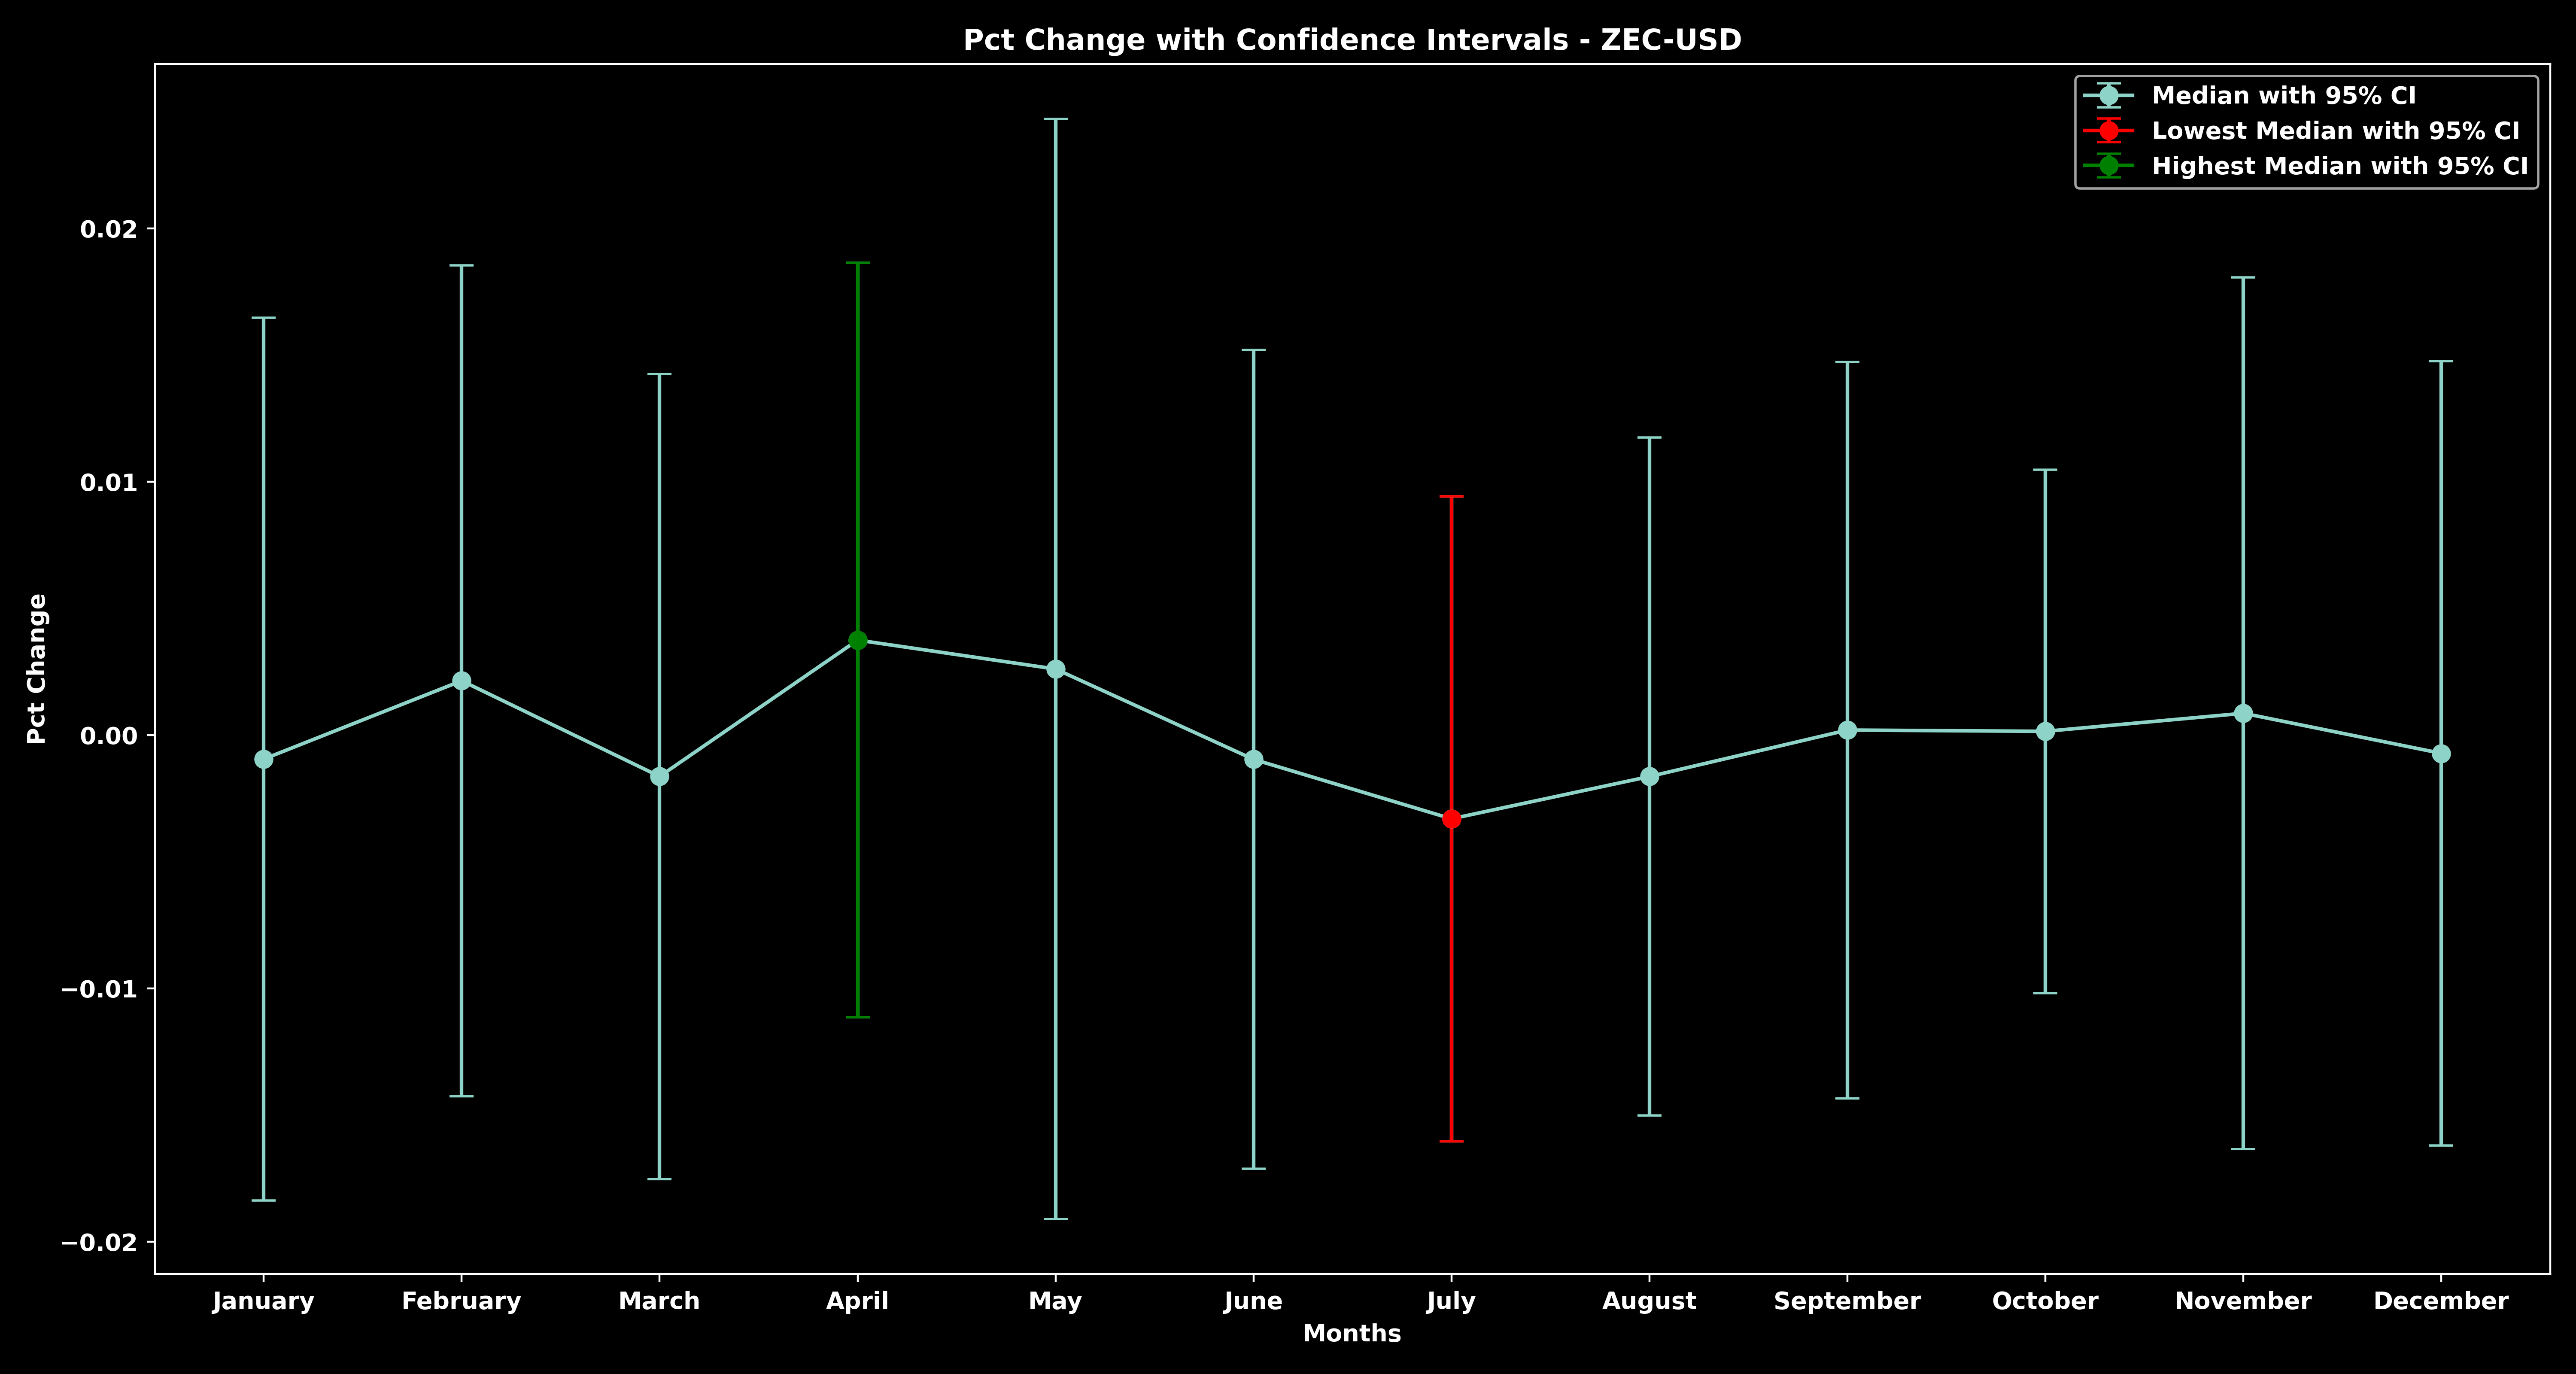 Pct Change with Confidence Intervals - ZEC-USD
Median with 95% CI
Lowest Median with 95% CI
Highest Median with 95% CI
Pct Change
0.02
0.01
0.00
−0.01
−0.02
January February March April May June July August September October November December
Months